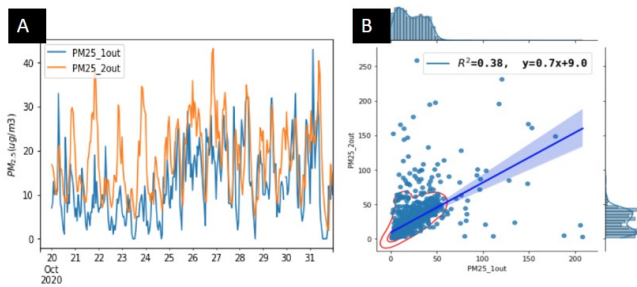 A
PM25_1out
PM25_2out
PM₂.₅(ug/m3)
40
30
20
10
0
20 21 22 23 24 25 26 27 28 29 30 31
Oct
2020
B
R²=0.38, y=0.7x+9.0
PM25_2out
250
200
150
100
50
0
0 50 100 150 200
PM25_1out